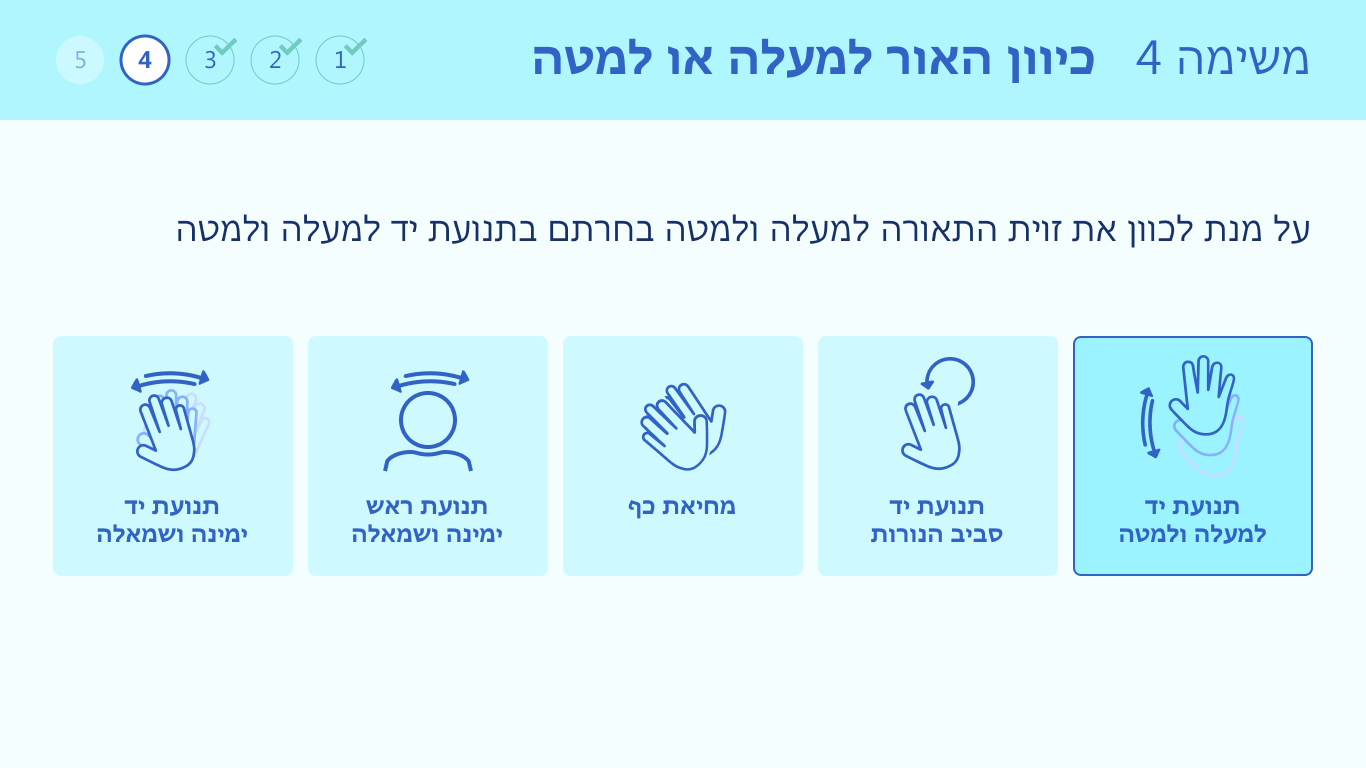 משימה 4 כיוון האור למעלה או למטה
1 2 3 4 5
על מנת לכוון את זוית התאורה למעלה ולמטה בחרתם בתנועת יד למעלה ולמטה
תנועת יד
למעלה ולמטה
תנועת יד
סביב הנורות
מחיאת כף
תנועת ראש
ימינה ושמאלה
תנועת יד
ימינה ושמאלה